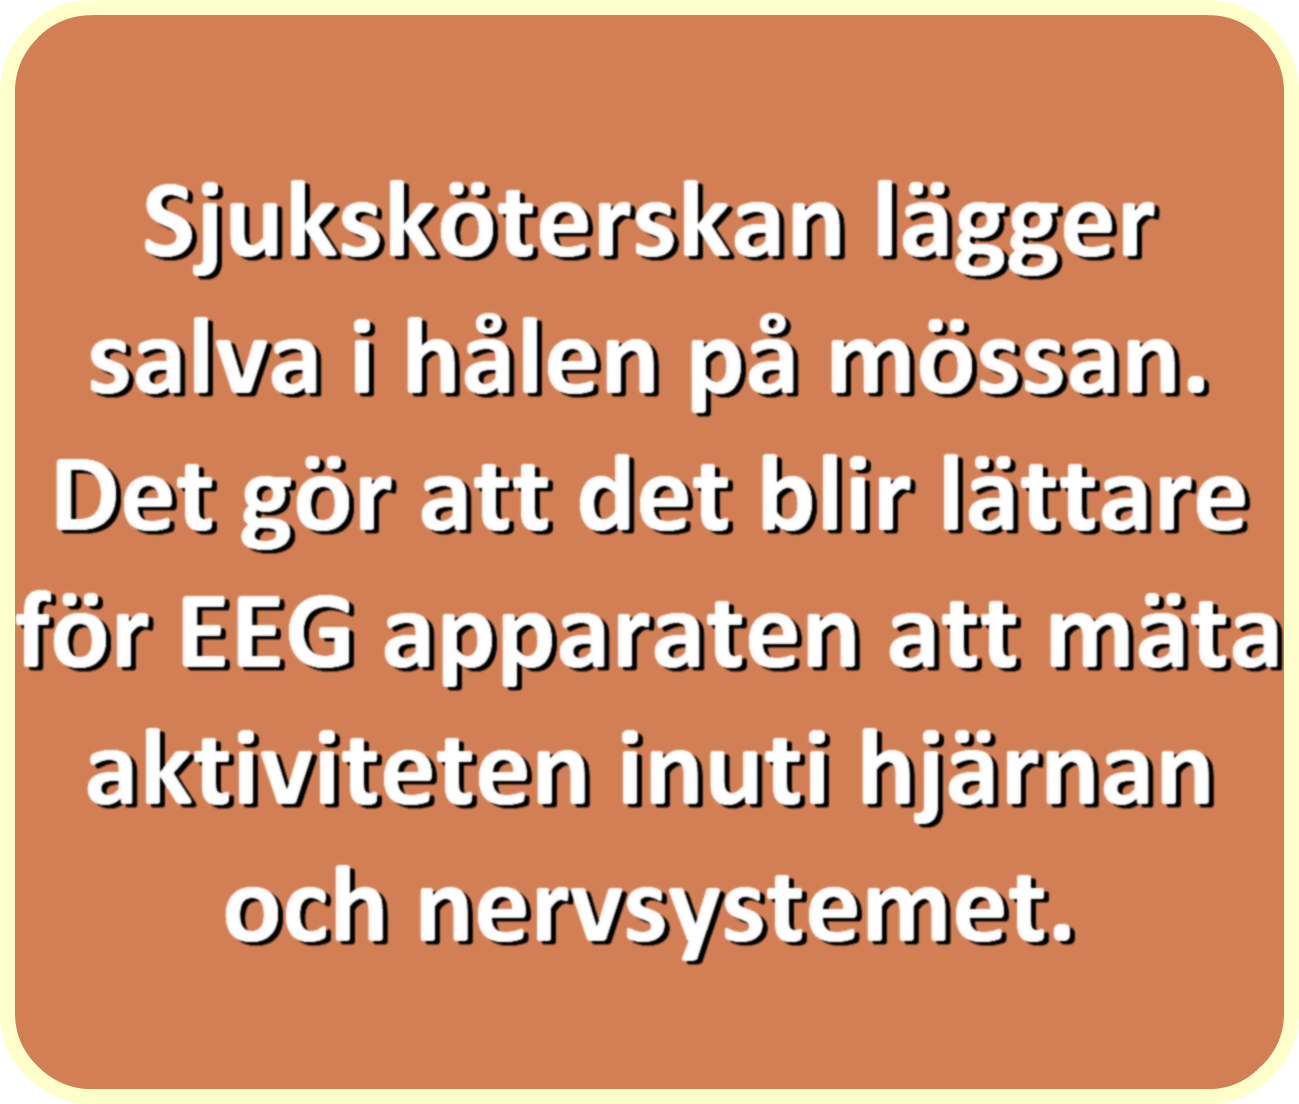 Sjuksköterskan lägger
salva i hålen på mössan.
Det gör att det blir lättare
för EEG apparaten att mäta
aktiviteten inuti hjärnan
och nervsystemet.